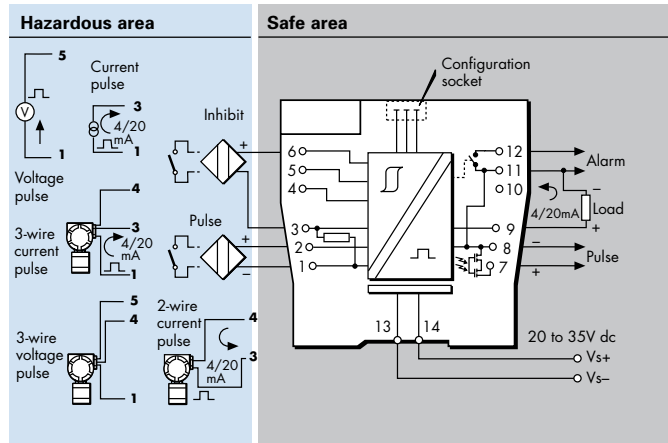 Hazardous area
Safe area
5
V
1
Voltage
pulse
Current
pulse
3
4/20
mA
1
Inhibit
+
−
3-wire
current
pulse
4
3
4/20
mA
1
Pulse
+
−
3-wire
voltage
pulse
5
4
1
2-wire
current
pulse
4
4/20
mA
3
Configuration
socket
6
5
4
3
2
1
12
11
10
9
8
7
Alarm
−
4/20mA
Load
+
−
Pulse
+
13
14
20 to 35V dc
Vs+
Vs−